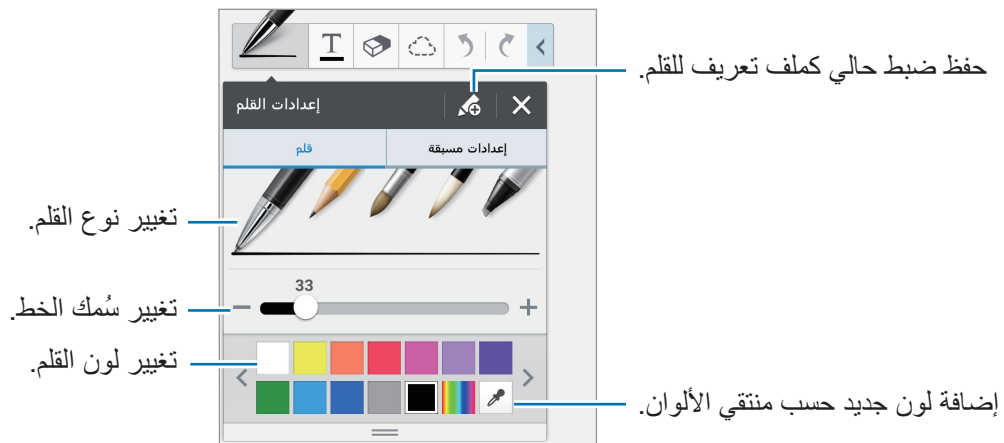 T
حفظ ضبط حالي كملف تعريف للقلم.
إعدادات القلم
قلم
إعدادات مسبقة
تغيير نوع القلم.
33
تغيير سُمك الخط.
تغيير لون القلم.
إضافة لون جديد حسب منتقي الألوان.